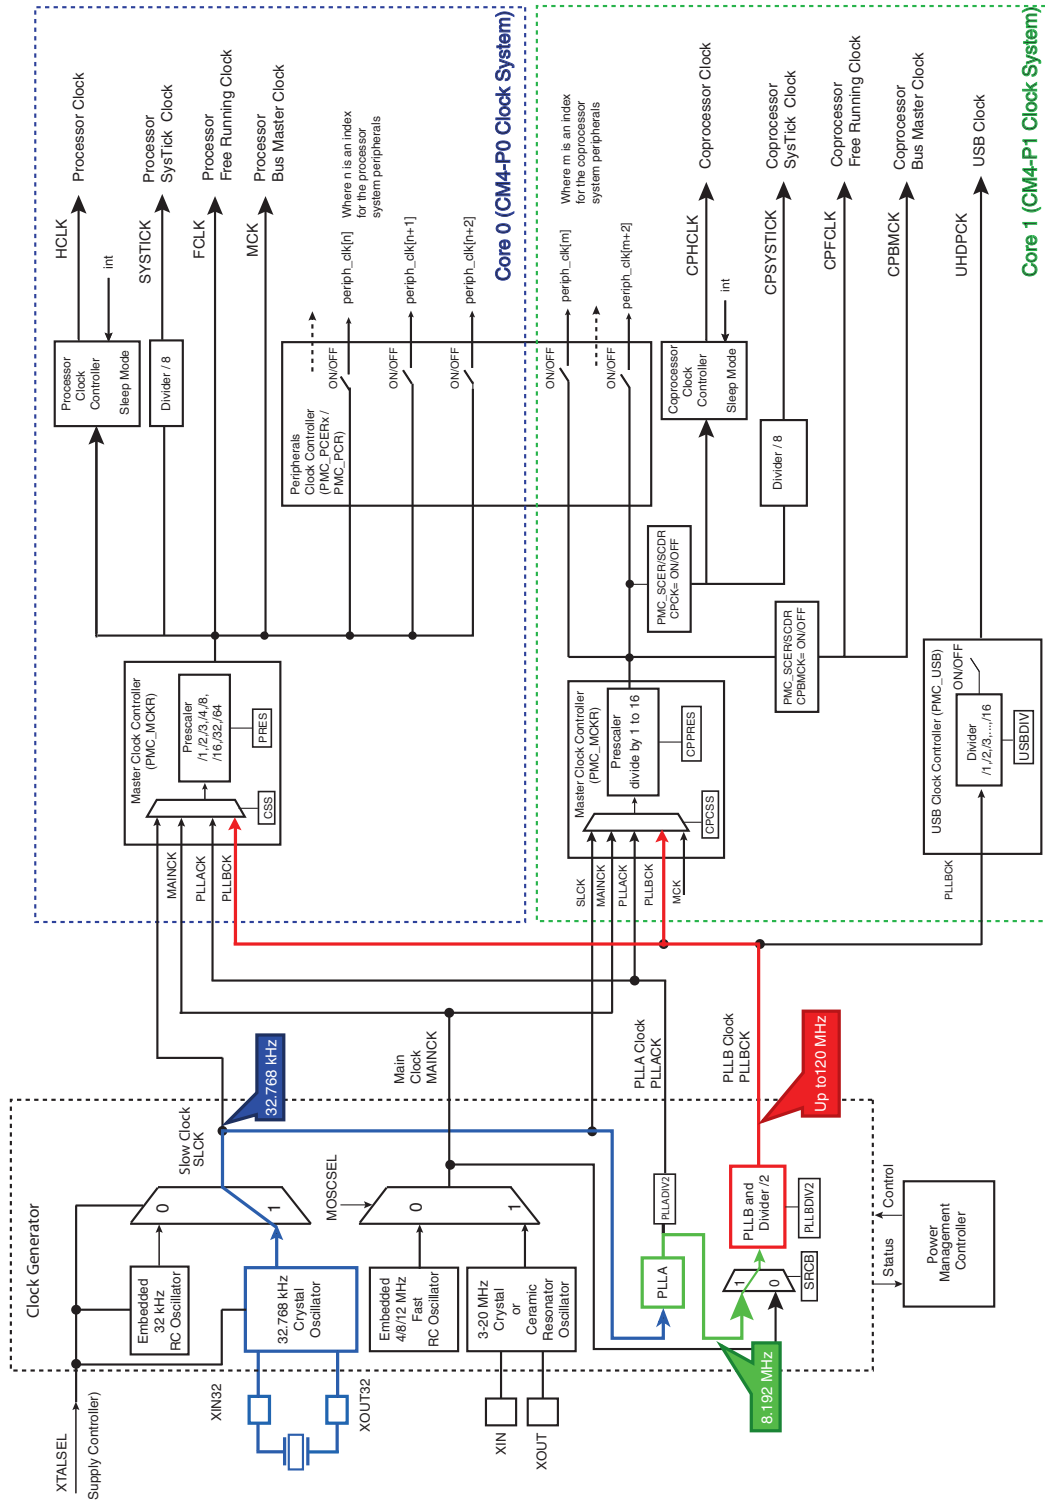 XTALSEL
Supply Controller)
Clock Generator
Embedded
32 kHz
RC Oscillator
0
1
Slow Clock
SLCK
32.768 kHz
XIN32
XOUT32
32.768 kHz
Crystal
Oscillator
MOSCSEL
Embedded
4/8/12 MHz
Fast
RC Oscillator
0
1
3-20 MHz
Crystal
or
Ceramic
Resonator
Oscillator
XIN
XOUT
Main
Clock
MAINCK
PLLA
PLLADIV2
PLLA Clock
PLLACK
8.192 MHz
1
0
SRCB
PLLB and
Divider /2
PLLBDIV2
PLLB Clock
PLLBCK
Up to120 MHz
Status
Control
Power
Management
Controller
MAINCK
PLLACK
PLLBCK
Master Clock Controller
(PMC_MCKR)
CSS
Prescaler
/1,/2,/3,/4,/8,
/16,/32,/64
PRES
Processor
Clock
Controller
Sleep Mode
int
HCLK
Processor Clock
Divider / 8
SYSTICK
Processor
SysTick Clock
FCLK
Processor
Free Running Clock
MCK
Processor
Bus Master Clock
Peripherals
Clock Controller
(PMC_PCERx /
PMC_PCR)
ON/OFF
periph_clk[n]
Where n is an index
for the processor
system peripherals
ON/OFF
periph_clk[n+1]
ON/OFF
periph_clk[n+2]
Core 0 (CM4-P0 Clock System)
SLCK
MAINCK
PLLACK
PLLBCK
MCK
Master Clock Controller
(PMC_MCKR)
CPCSS
Prescaler
divide by 1 to 16
CPPRES
ON/OFF
periph_clk[m]
Where m is an index
for the coprocessor
system peripherals
ON/OFF
periph_clk[m+2]
PMC_SCER/SCDR
CPCK= ON/OFF
Coprocessor
Clock
Controller
Sleep Mode
int
CPHCLK
Coprocessor Clock
Divider / 8
CPSYSTICK
Coprocessor
SysTick Clock
PMC_SCER/SCDR
CPBMCK= ON/OFF
CPFCLK
Coprocessor
Free Running Clock
CPBMCK
Coprocessor
Bus Master Clock
PLLBCK
USB Clock Controller (PMC_USB)
Divider
/1,/2,/3,...,/16
USBDIV
ON/OFF
UHDPCK
USB Clock
Core 1 (CM4-P1 Clock System)